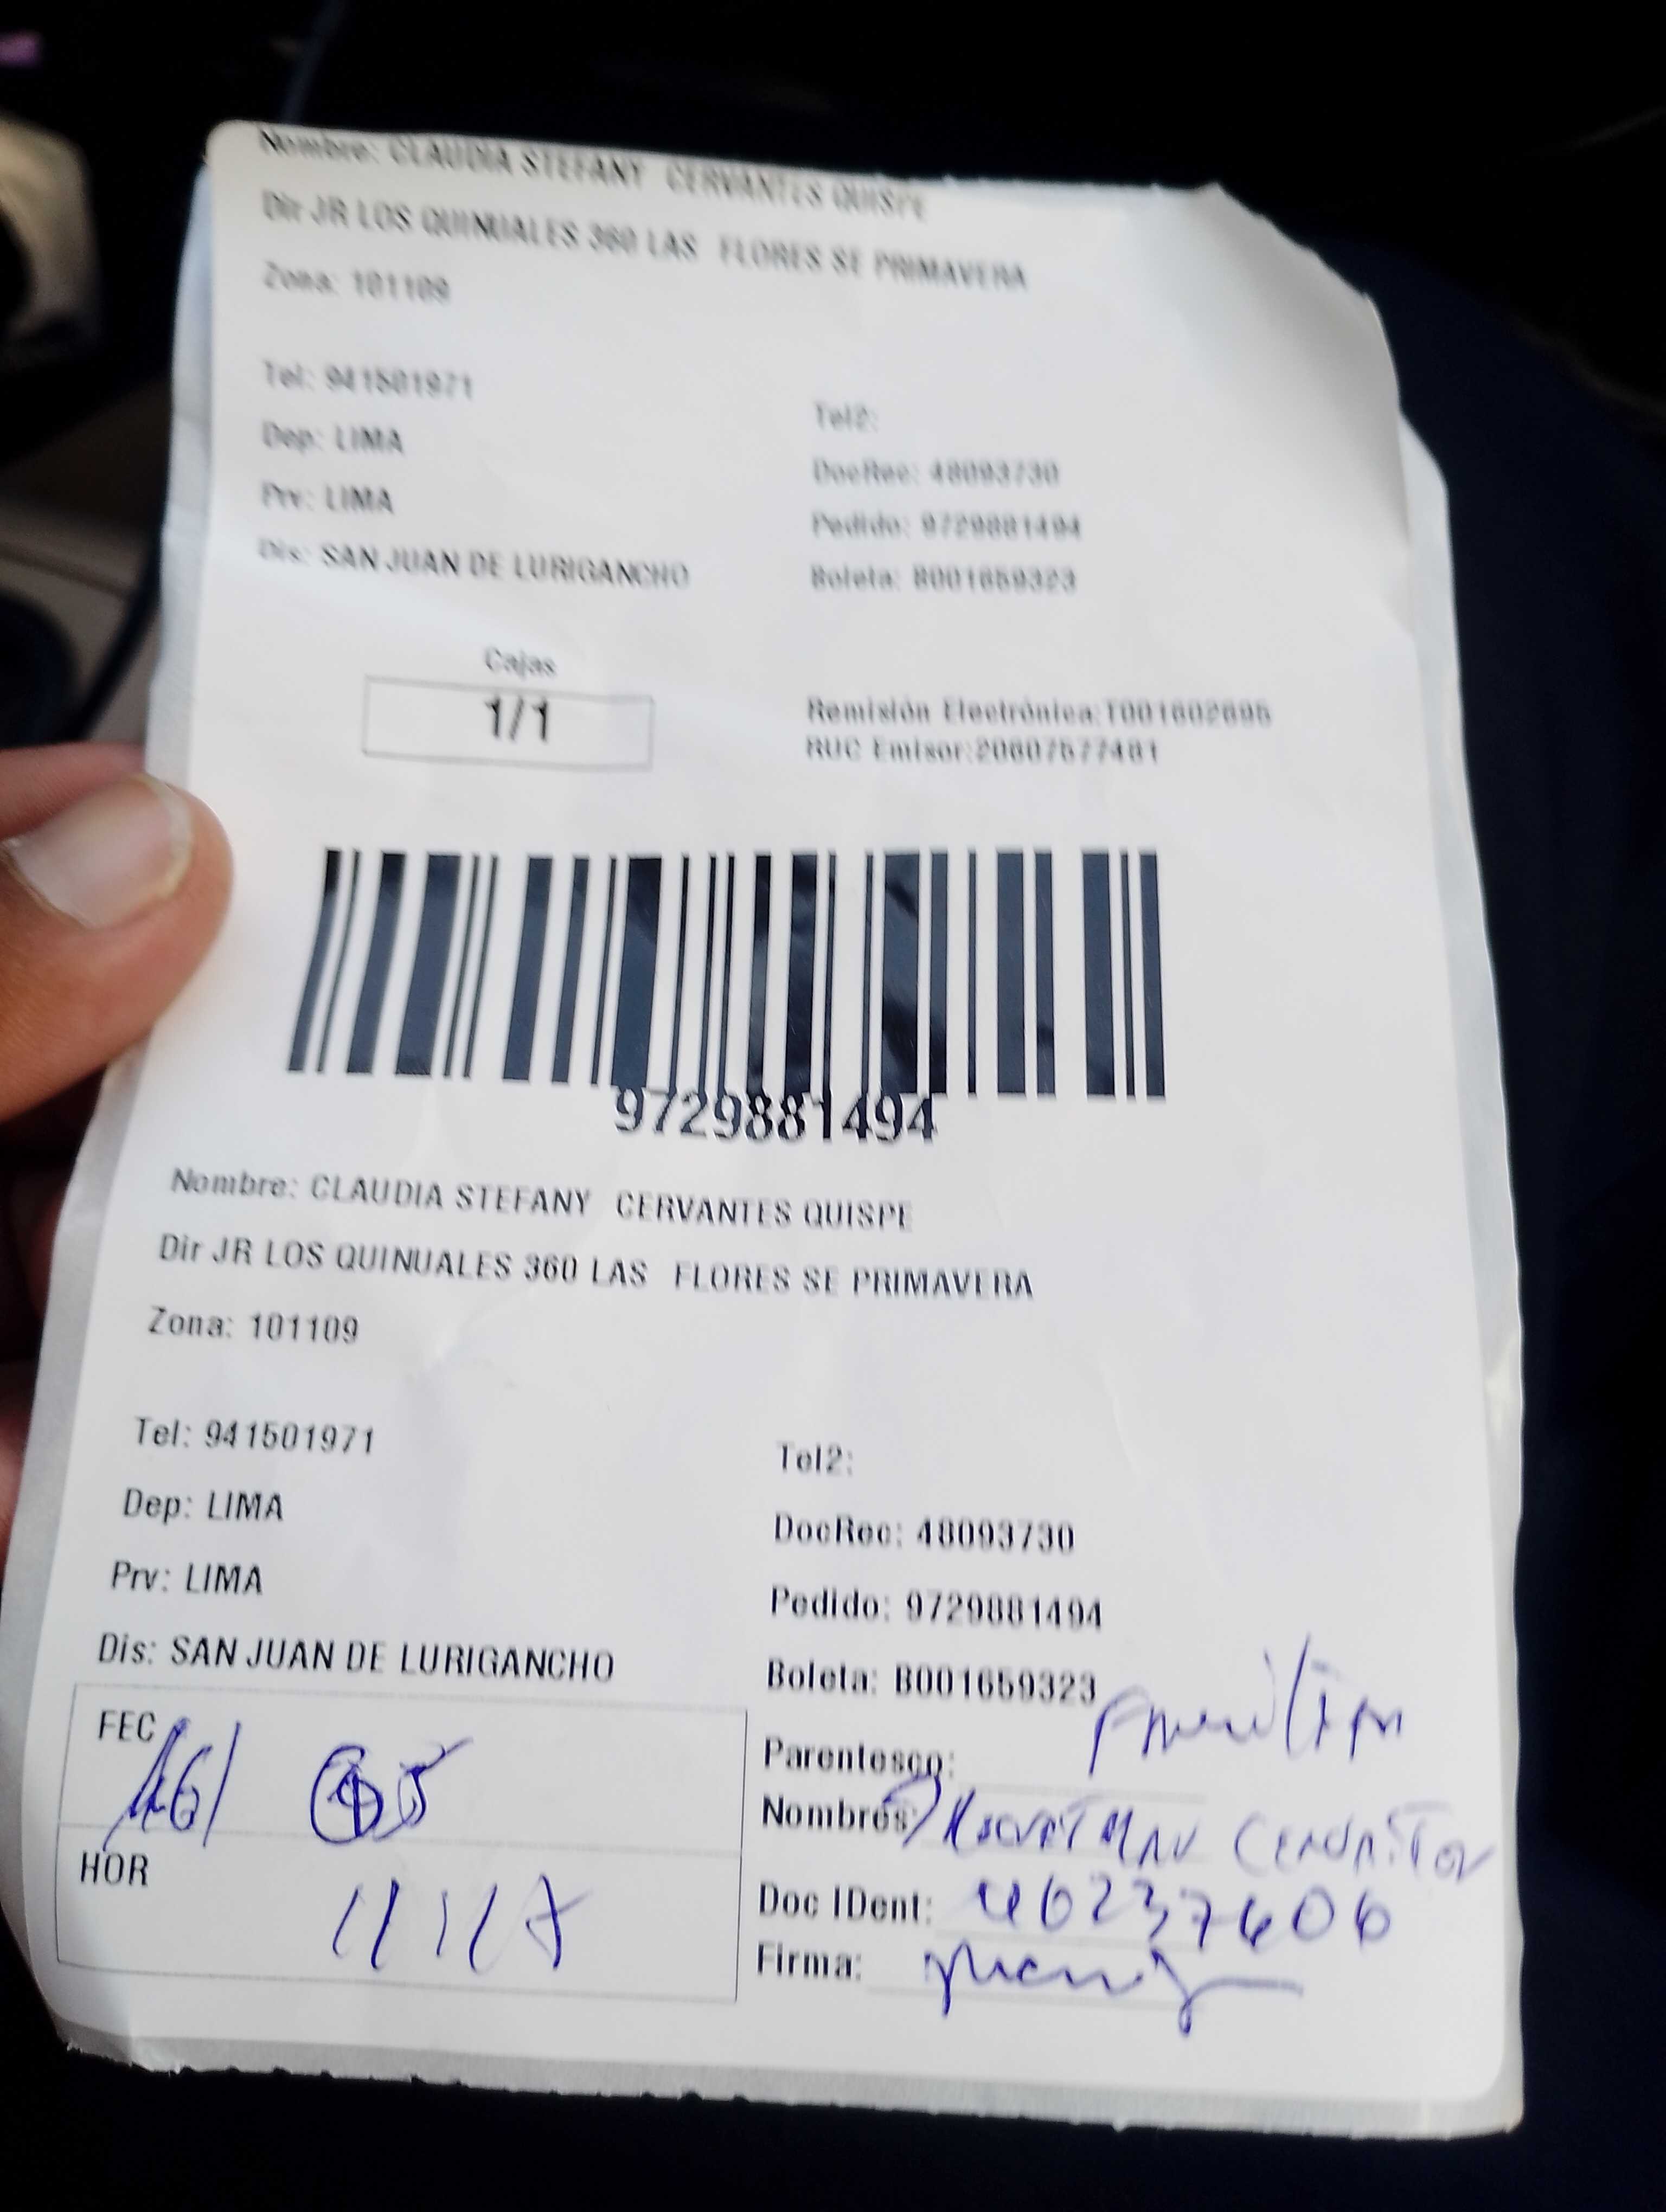 Nombre: CLAUDIA STEFANY CERVANTES QUISPE
Dir JR LOS QUINUALES 360 LAS FLORES SE PRIMAVERA
Zona: 101109
Tel: 941501971
Tel2:
Dep: LIMA
DocRec: 48093730
Prv: LIMA
Pedido: 9729881494
Dis: SAN JUAN DE LURIGANCHO
Boleta: B001659323
Cajas
1/1
Remisión Electrónica:T001602695
RUC Emisor:20607577481
9729881494
Nombre: CLAUDIA STEFANY CERVANTES QUISPE
Dir JR LOS QUINUALES 360 LAS FLORES SE PRIMAVERA
Zona: 101109
Tel: 941501971
Tel2:
Dep: LIMA
DocRec: 48093730
Prv: LIMA
Pedido: 9729881494
Dis: SAN JUAN DE LURIGANCHO
Boleta: B001659323
FEC
Parentesco:
Nombres:
HOR
Doc IDent: 46237606
Firma: